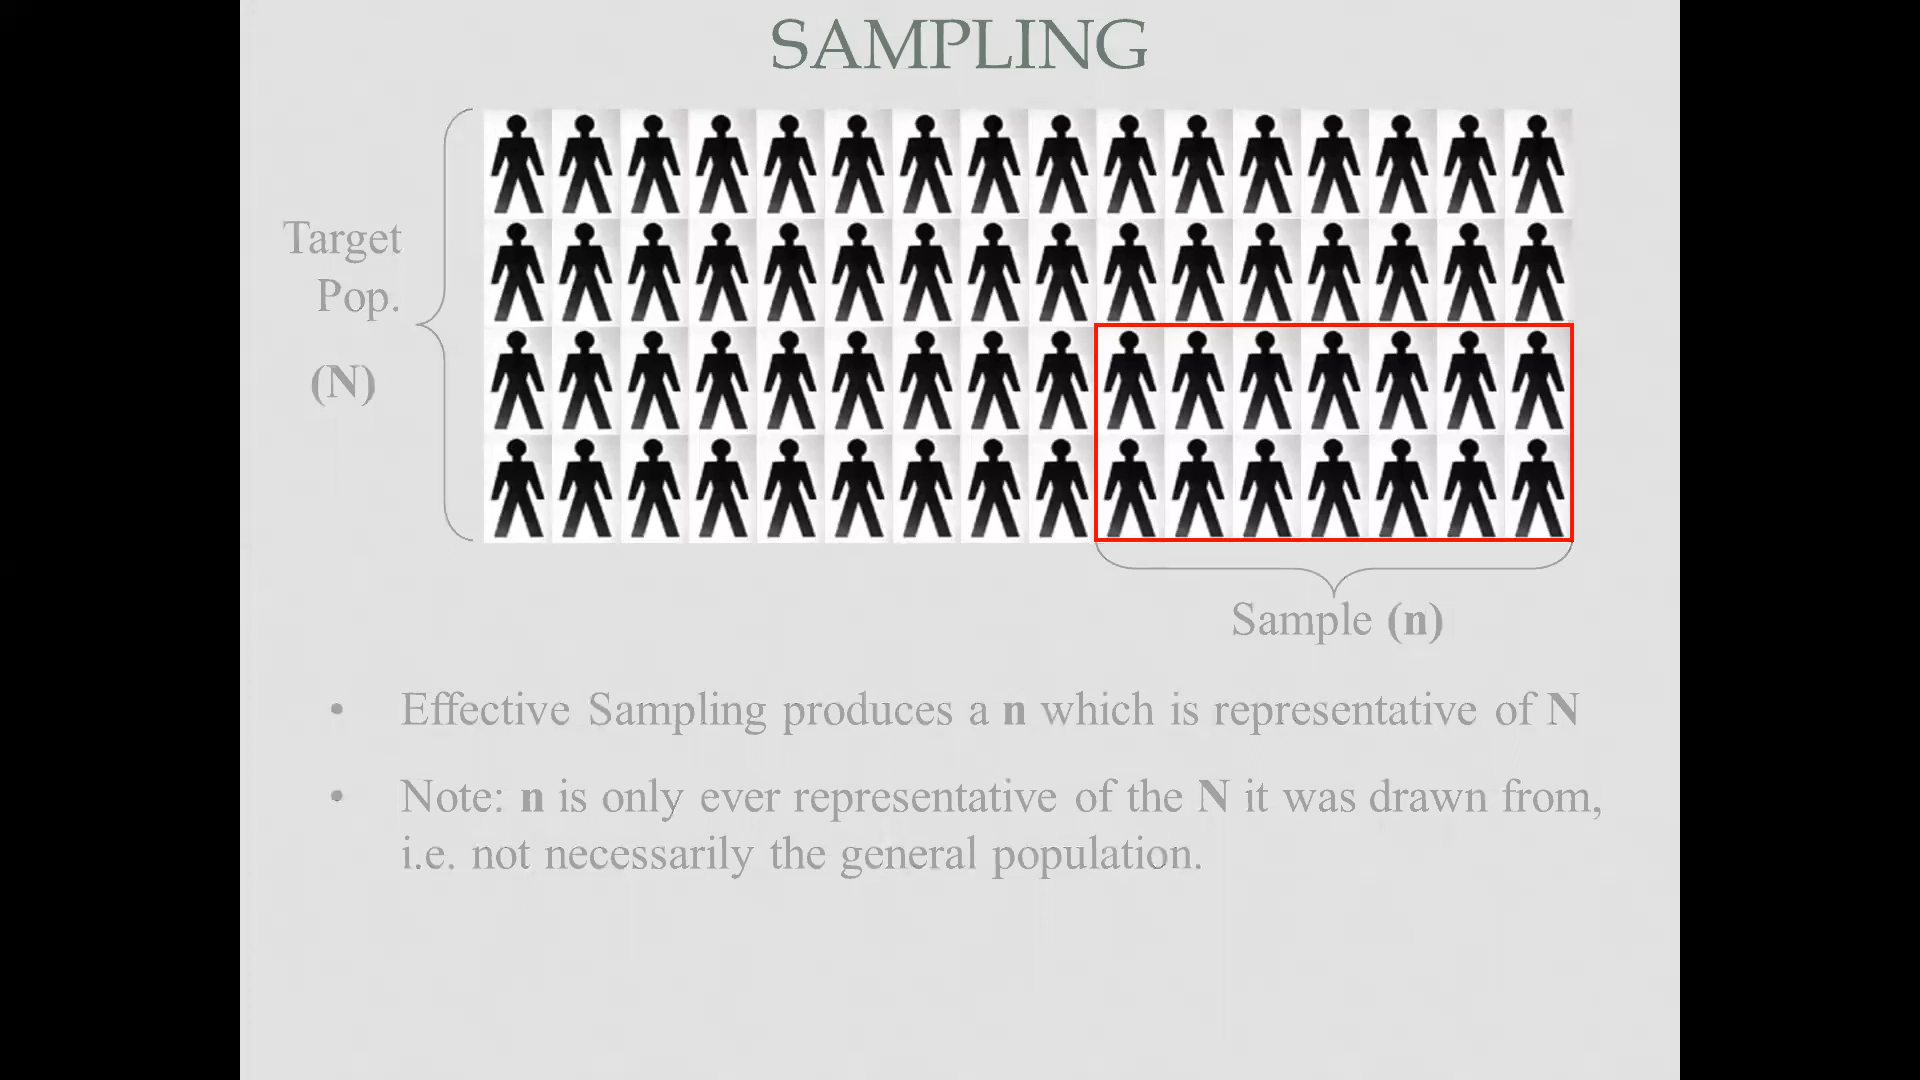 SAMPLING
Target
Pop.
(N)
Sample (n)
• Effective Sampling produces a n which is representative of N
• Note: n is only ever representative of the N it was drawn from,
i.e. not necessarily the general population.